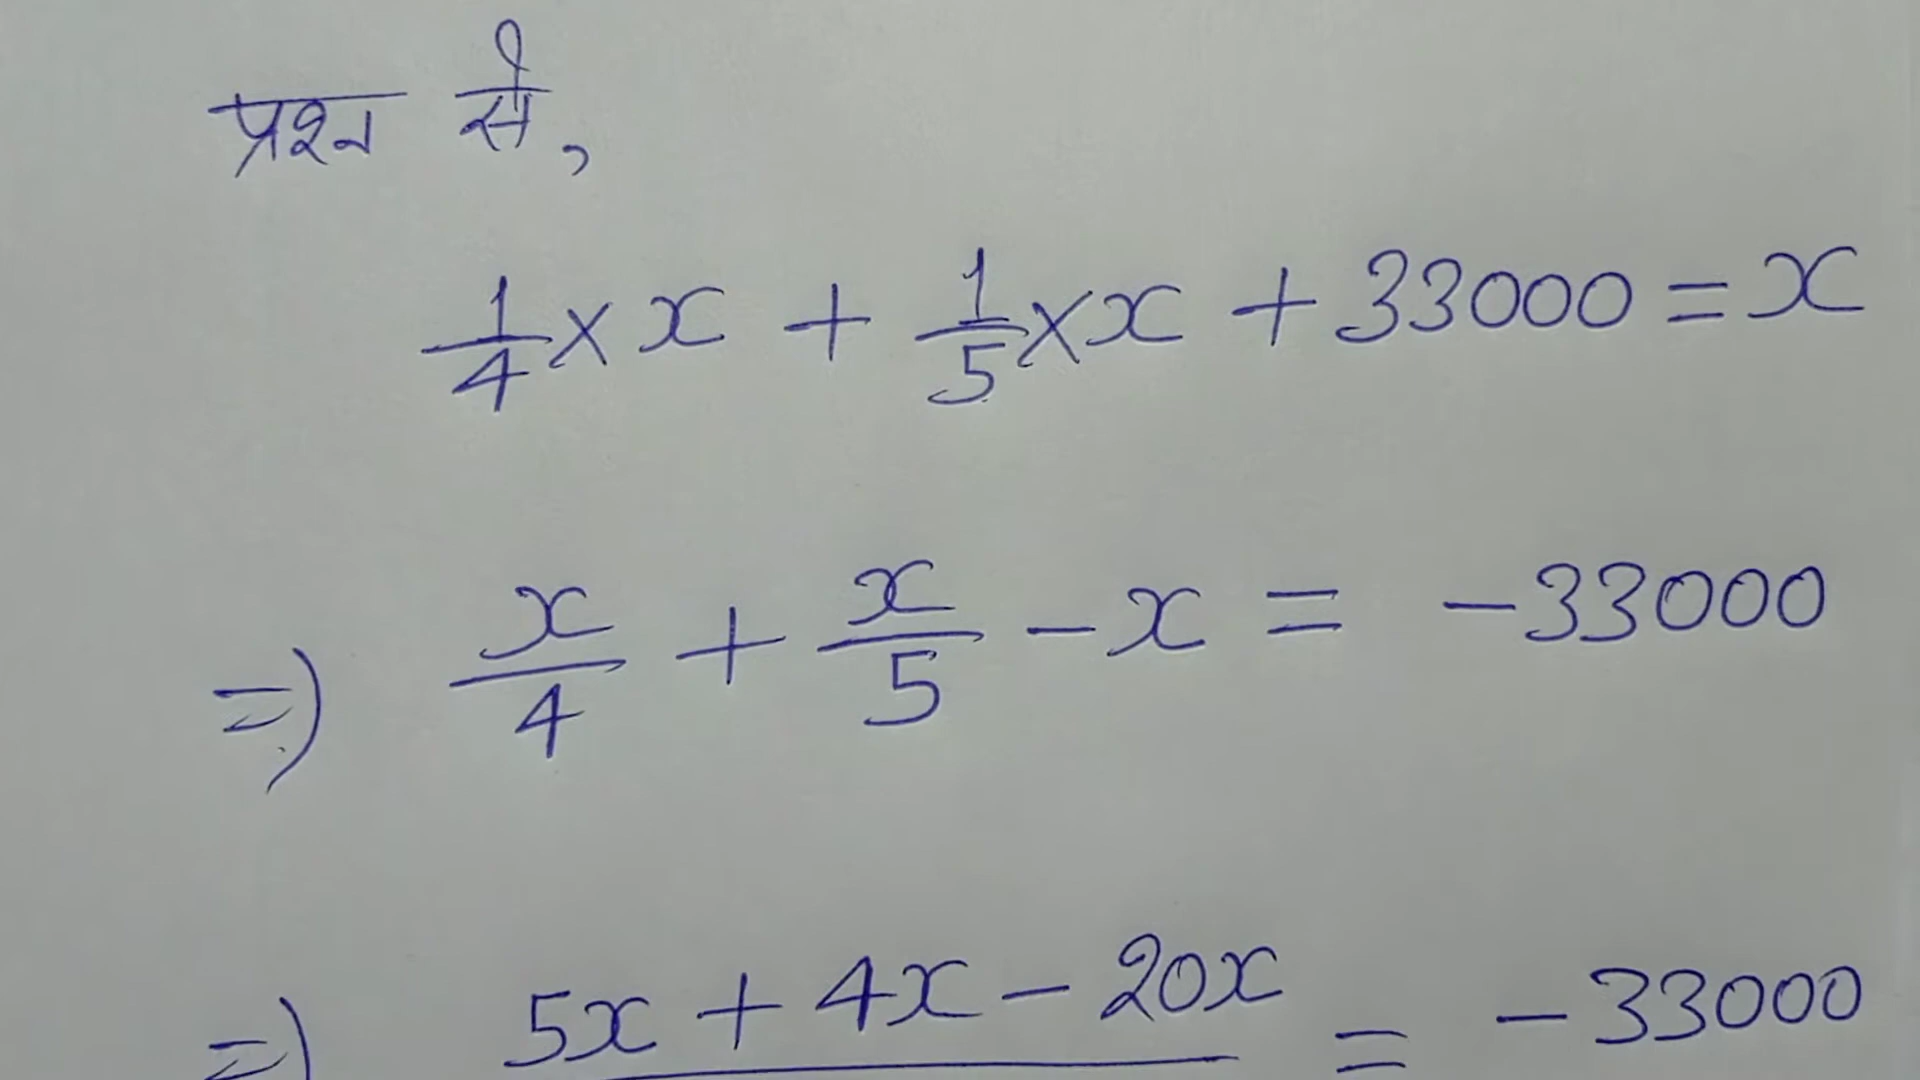 प्रश्न से,
1/4 × x + 1/5 × x + 33000 = x
⇒ x/4 + x/5 - x = -33000
⇒ 5x + 4x - 20x = -33000